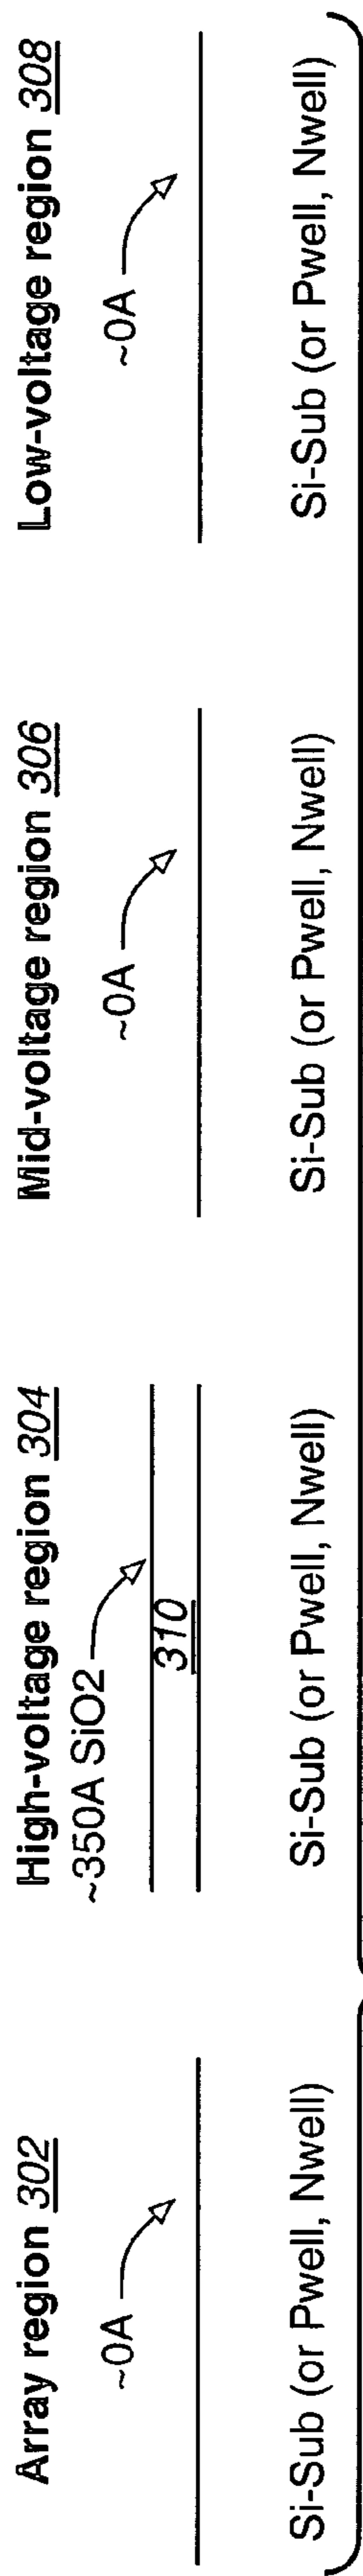 Array region 302
~0A
Si-Sub (or Pwell, Nwell)
High-voltage region 304
~350A SiO2
310
Si-Sub (or Pwell, Nwell)
Mid-voltage region 306
~0A
Si-Sub (or Pwell, Nwell)
Low-voltage region 308
~0A
Si-Sub (or Pwell, Nwell)